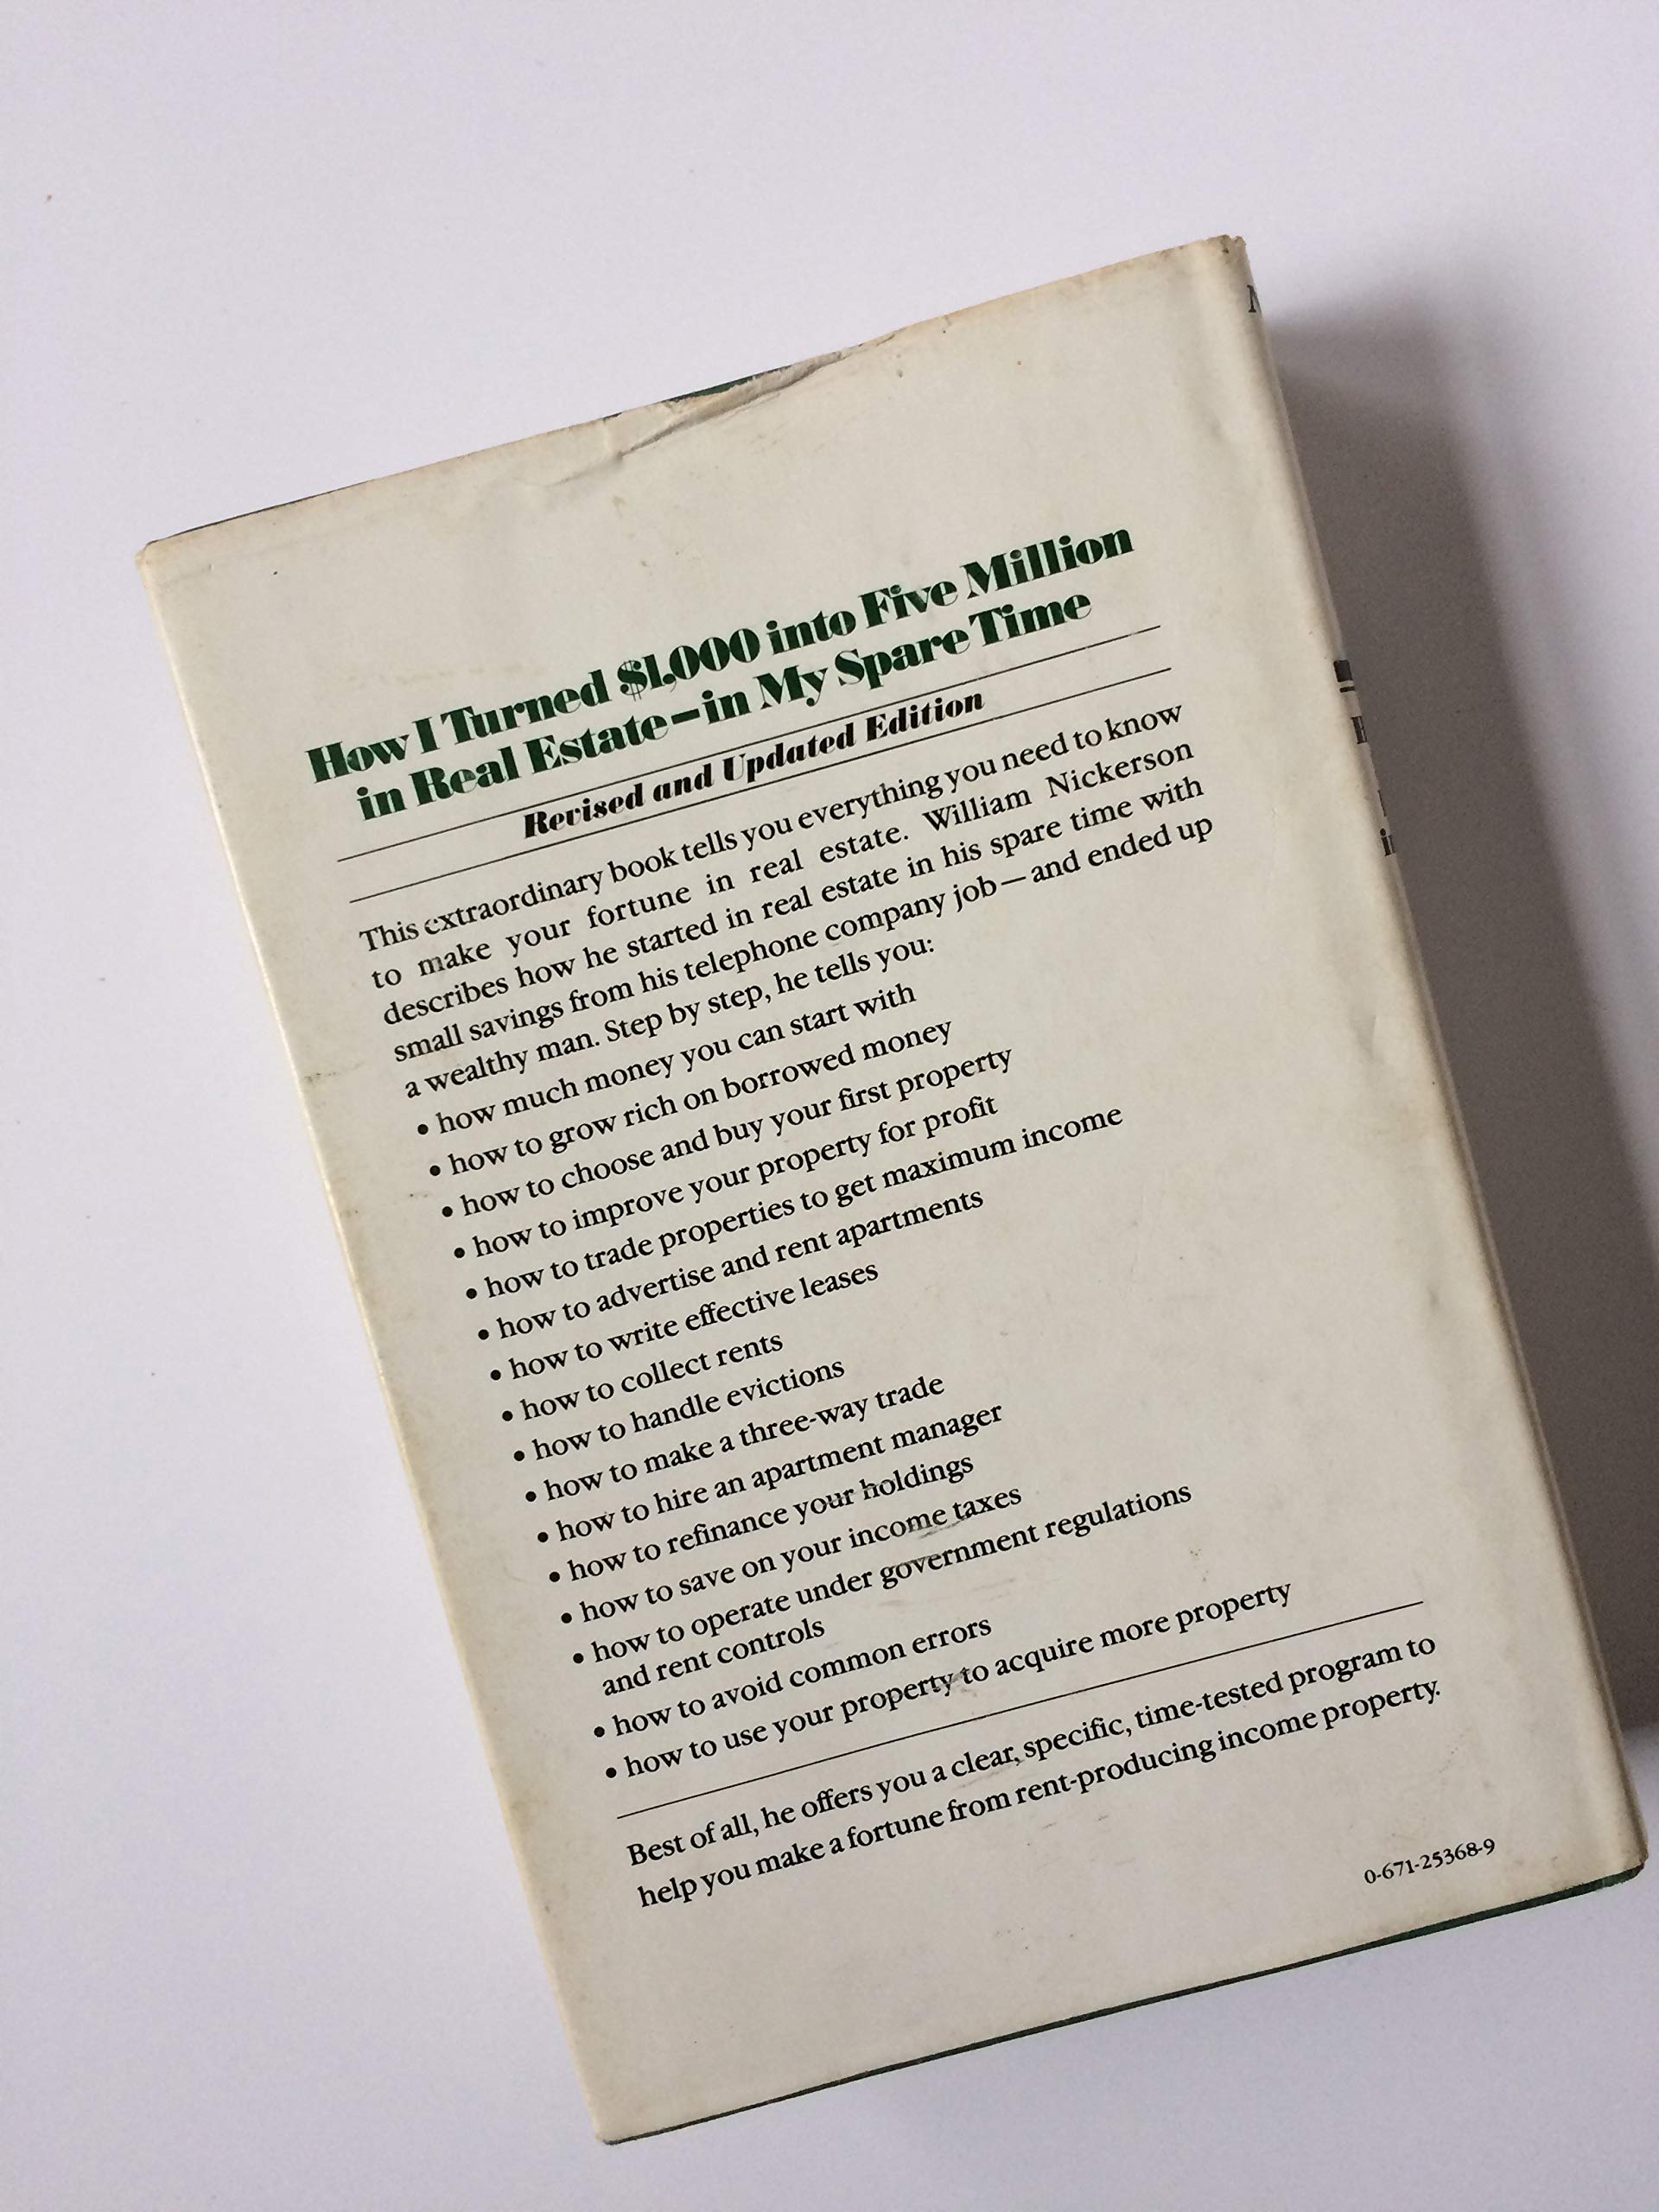 How I Turned $1,000 into Five Million
in Real Estate—in My Spare Time
Revised and Updated Edition
This extraordinary book tells you everything you need to know
to make your fortune in real estate. William Nickerson
describes how he started in real estate in his spare time with
small savings from his telephone company job—and ended up
a wealthy man. Step by step, he tells you:
• how much money you can start with
• how to grow rich on borrowed money
• how to choose and buy your first property
• how to improve your property for profit
• how to trade properties to get maximum income
• how to advertise and rent apartments
• how to write effective leases
• how to collect rents
• how to handle evictions
• how to make a three-way trade
• how to hire an apartment manager
• how to refinance your holdings
• how to save on your income taxes
• how to operate under government regulations
and rent controls
• how to avoid common errors
• how to use your property to acquire more property
Best of all, he offers you a clear, specific, time-tested program to
help you make a fortune from rent-producing income property.
0-671-25368-9